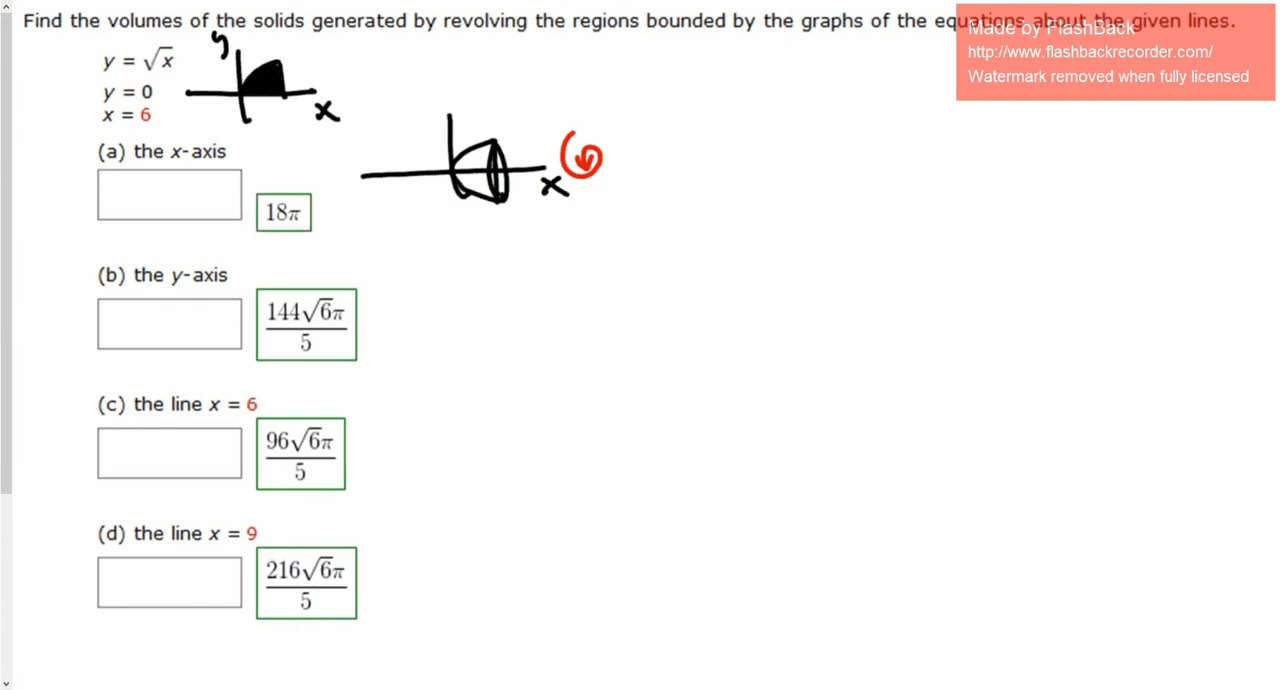 Find the volumes of the solids generated by revolving the regions bounded by the graphs of the equations about the given lines.
Made by FlashBack
http://www.flashbackrecorder.com/
Watermark removed when fully licensed
y = √x
y = 0
x = 6
y
x
(a) the x-axis
18π
x
(b) the y-axis
144√6π
5
(c) the line x = 6
96√6π
5
(d) the line x = 9
216√6π
5